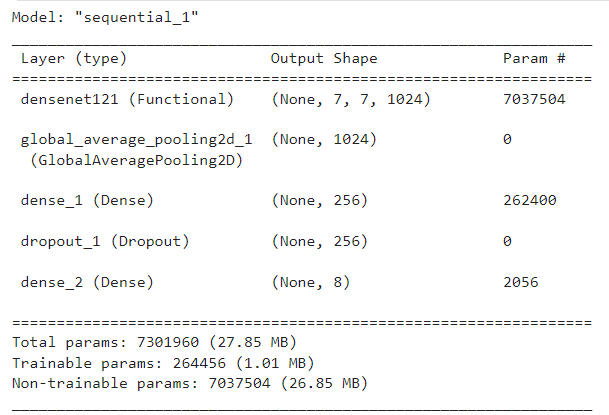 Model: "sequential_1"
_________________________________________________________________
Layer (type) Output Shape Param #
=================================================================
densenet121 (Functional) (None, 7, 7, 1024) 7037504
global_average_pooling2d_1 (None, 1024) 0
(GlobalAveragePooling2D)
dense_1 (Dense) (None, 256) 262400
dropout_1 (Dropout) (None, 256) 0
dense_2 (Dense) (None, 8) 2056
=================================================================
Total params: 7301960 (27.85 MB)
Trainable params: 264456 (1.01 MB)
Non-trainable params: 7037504 (26.85 MB)
_________________________________________________________________